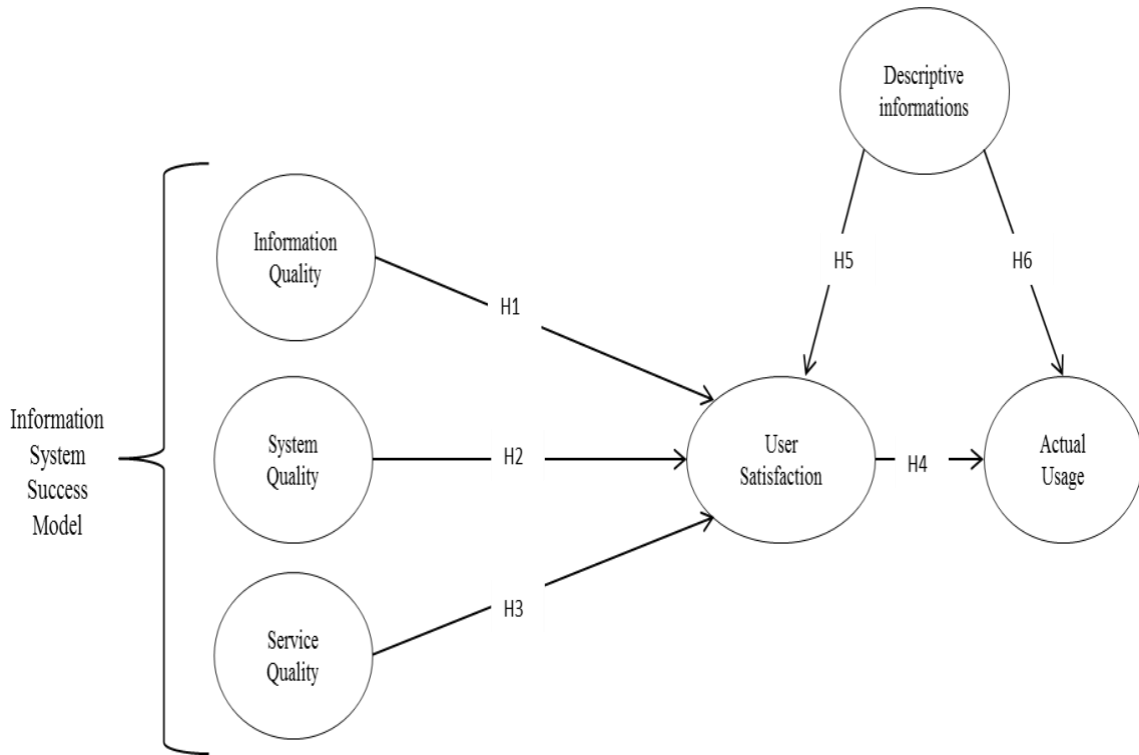 Descriptive
informations
Information
Quality
H5
H6
H1
Information
System
Success
Model
System
Quality
H2
User
Satisfaction
H4
Actual
Usage
H3
Service
Quality